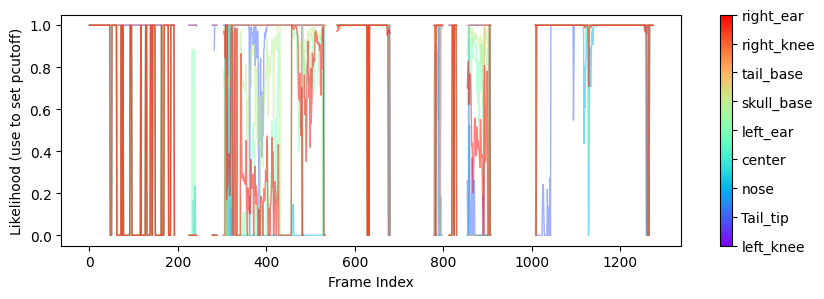 1.0
0.8
0.6
0.4
0.2
0.0
Likelihood (use to set pcutoff)
0
200
400
600
800
1000
1200
Frame Index
right_ear
right_knee
tail_base
skull_base
left_ear
center
nose
Tail_tip
left_knee